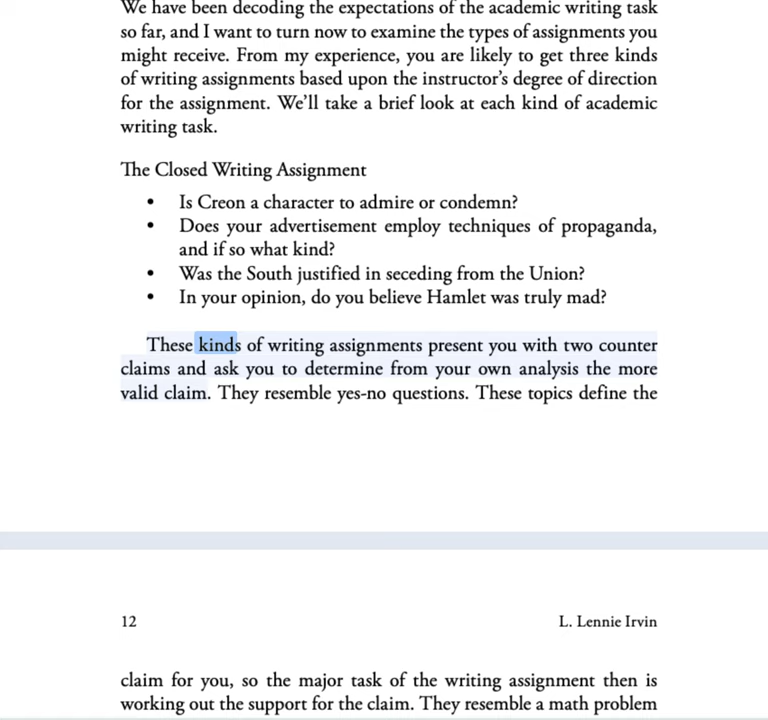 We have been decoding the expectations of the academic writing task
so far, and I want to turn now to examine the types of assignments you
might receive. From my experience, you are likely to get three kinds
of writing assignments based upon the instructor's degree of direction
for the assignment. We'll take a brief look at each kind of academic
writing task.
The Closed Writing Assignment
• Is Creon a character to admire or condemn?
• Does your advertisement employ techniques of propaganda,
and if so what kind?
• Was the South justified in seceding from the Union?
• In your opinion, do you believe Hamlet was truly mad?
These kinds of writing assignments present you with two counter
claims and ask you to determine from your own analysis the more
valid claim. They resemble yes-no questions. These topics define the
12 L. Lennie Irvin
claim for you, so the major task of the writing assignment then is
working out the support for the claim. They resemble a math problem